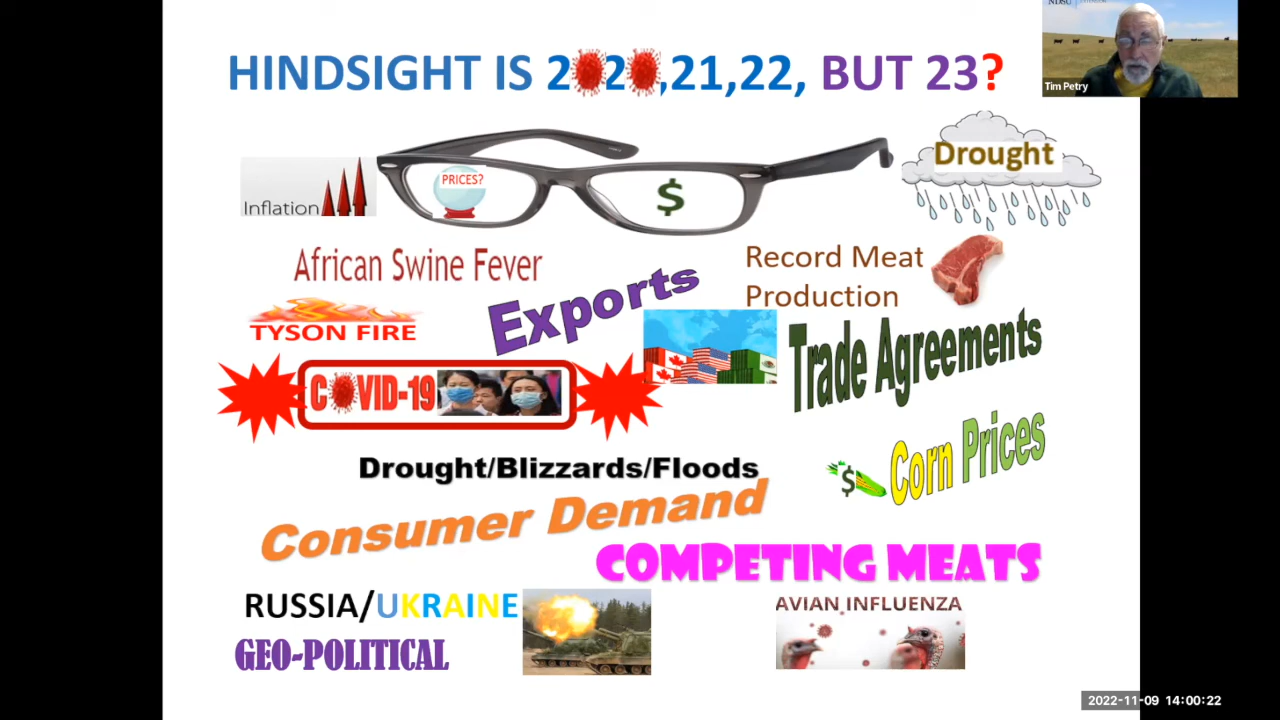 NDSU
HINDSIGHT IS 2020,21,22, BUT 23?
Tim Petry
PRICES?
$
Drought
Inflation
African Swine Fever
Record Meat
Production
Exports
TYSON FIRE
Trade Agreements
COVID-19
$ Corn Prices
Drought/Blizzards/Floods
Consumer Demand
COMPETING MEATS
RUSSIA/UKRAINE
AVIAN INFLUENZA
GEO-POLITICAL
2022-11-09 14:00:22